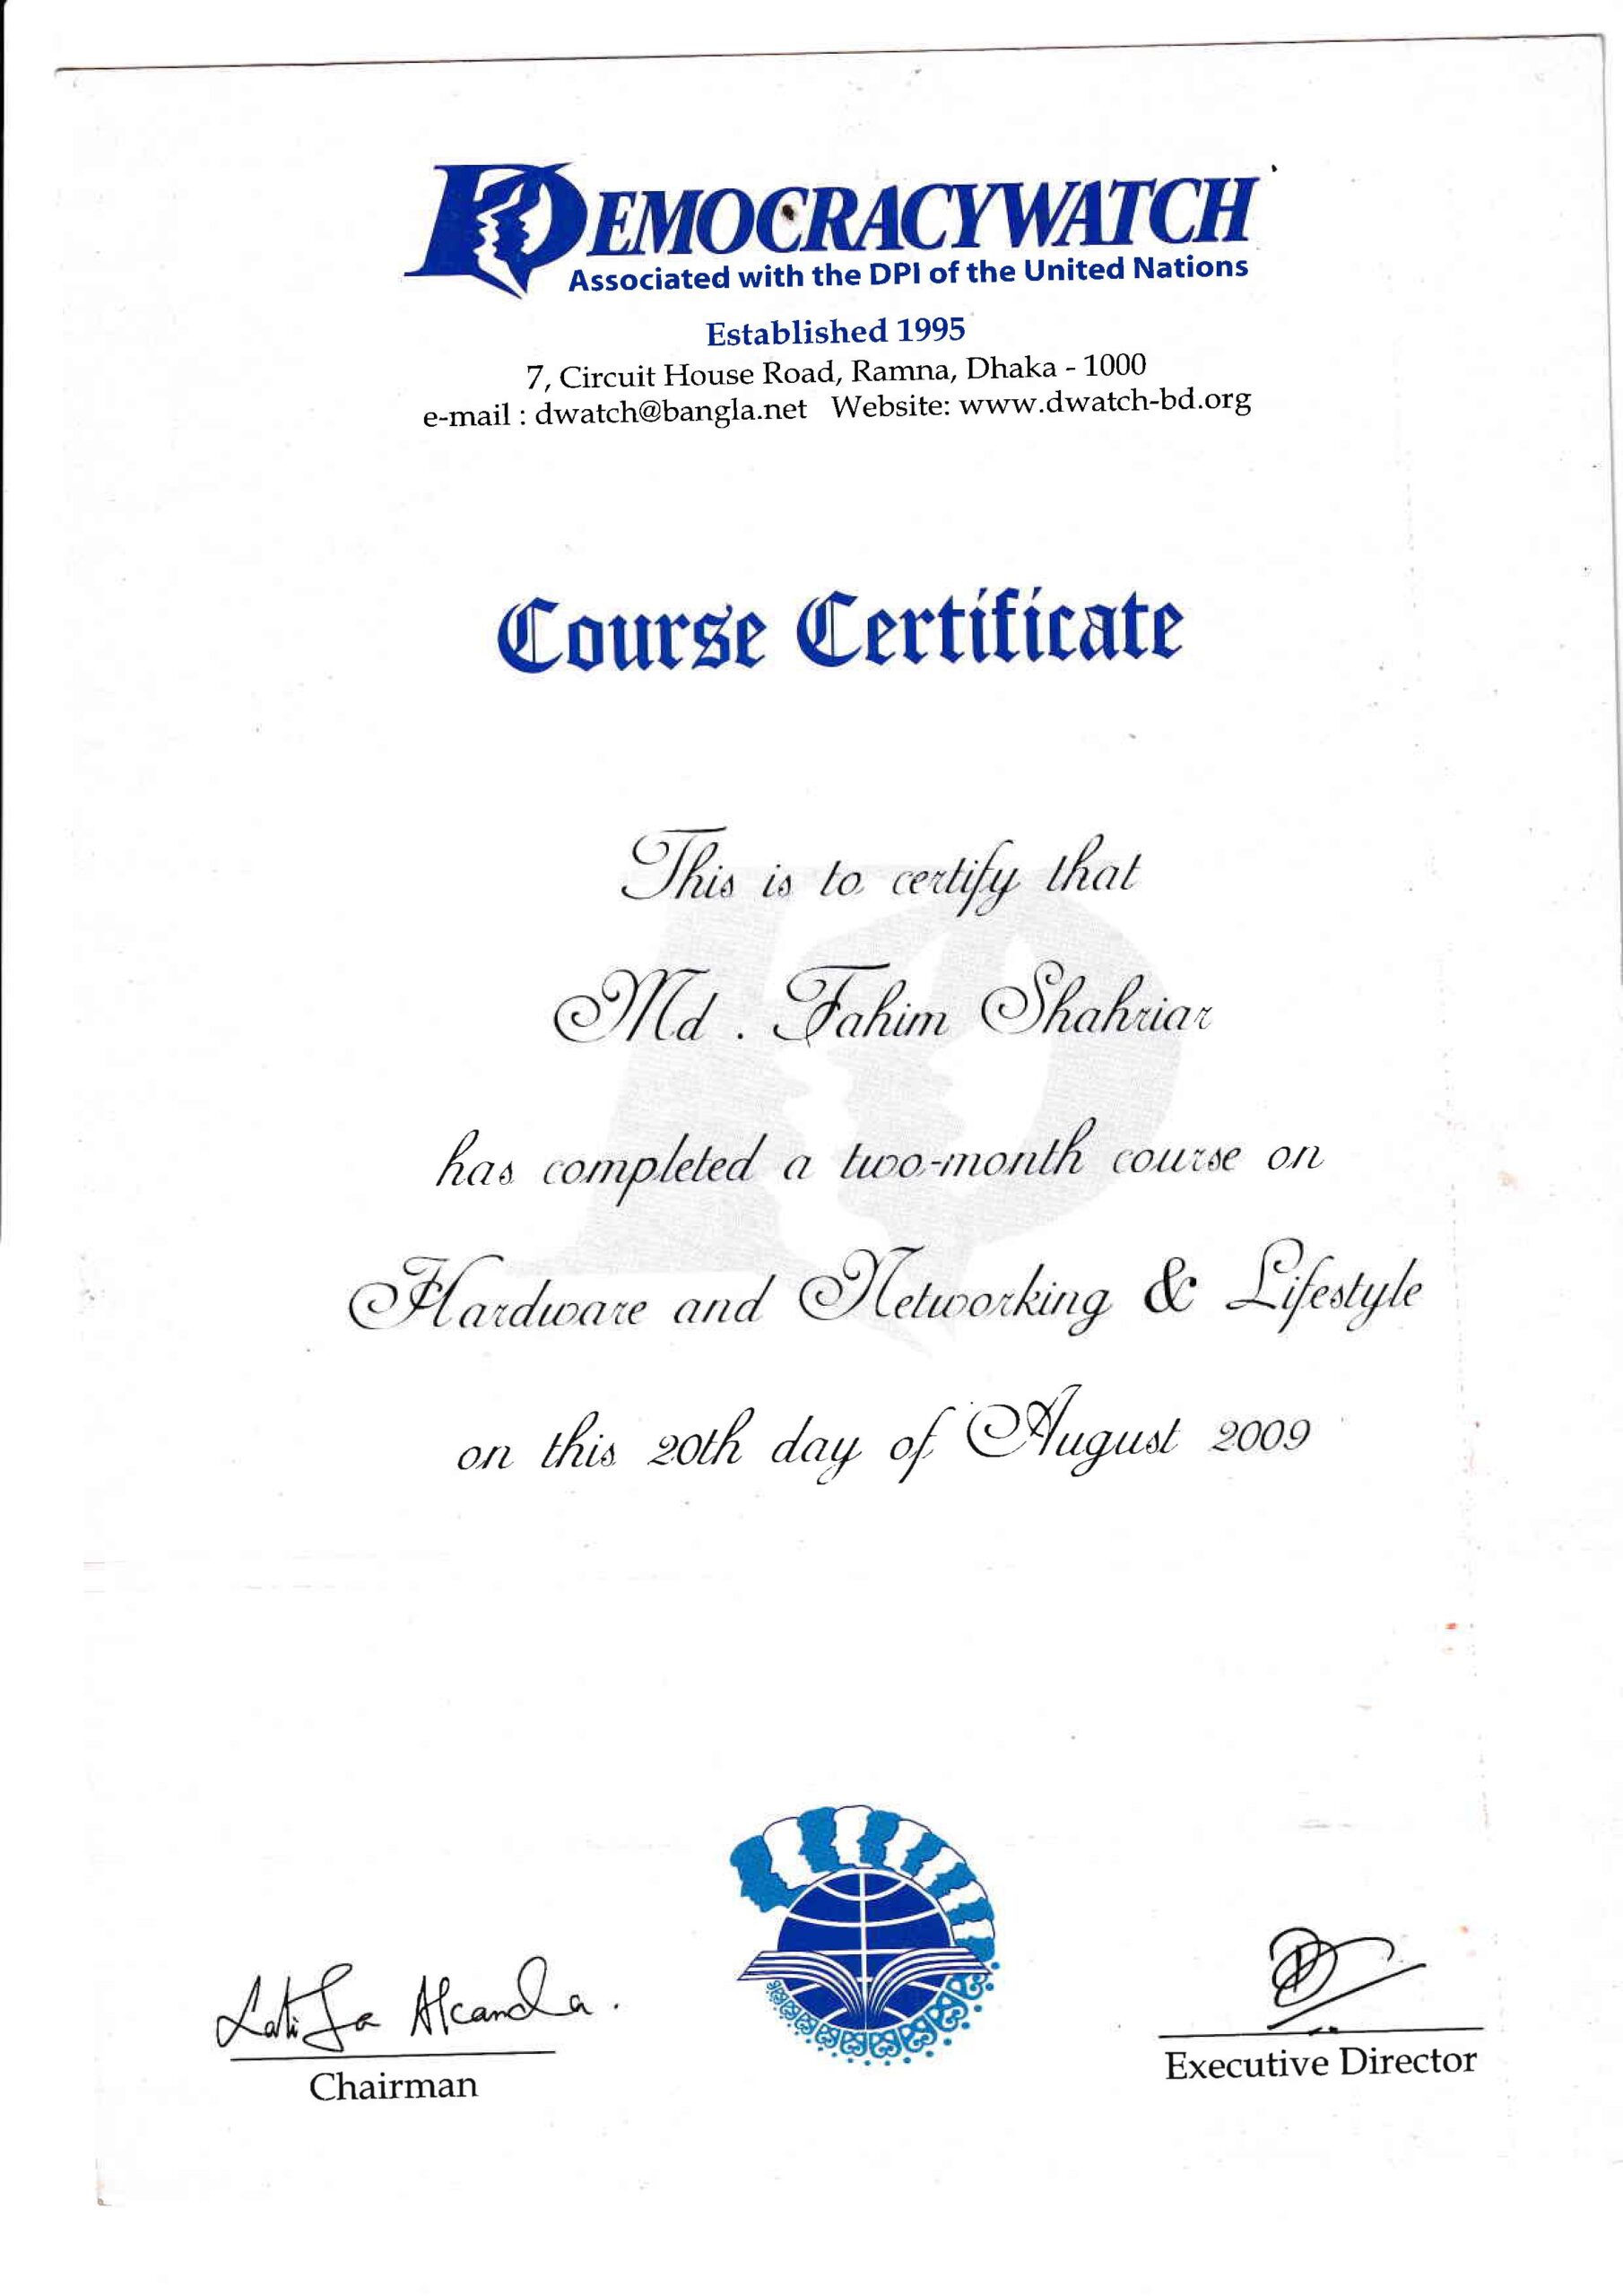 DEMOCRACYWATCH
Associated with the DPI of the United Nations
Established 1995
7, Circuit House Road, Ramna, Dhaka - 1000
e-mail : dwatch@bangla.net Website: www.dwatch-bd.org
Course Certificate
This is to certify that
Md . Fahim Shahriar
has completed a two-month course on
Hardware and Networking & Lifestyle
on this 20th day of August 2009
Latifa Akanda.
Chairman
Executive Director